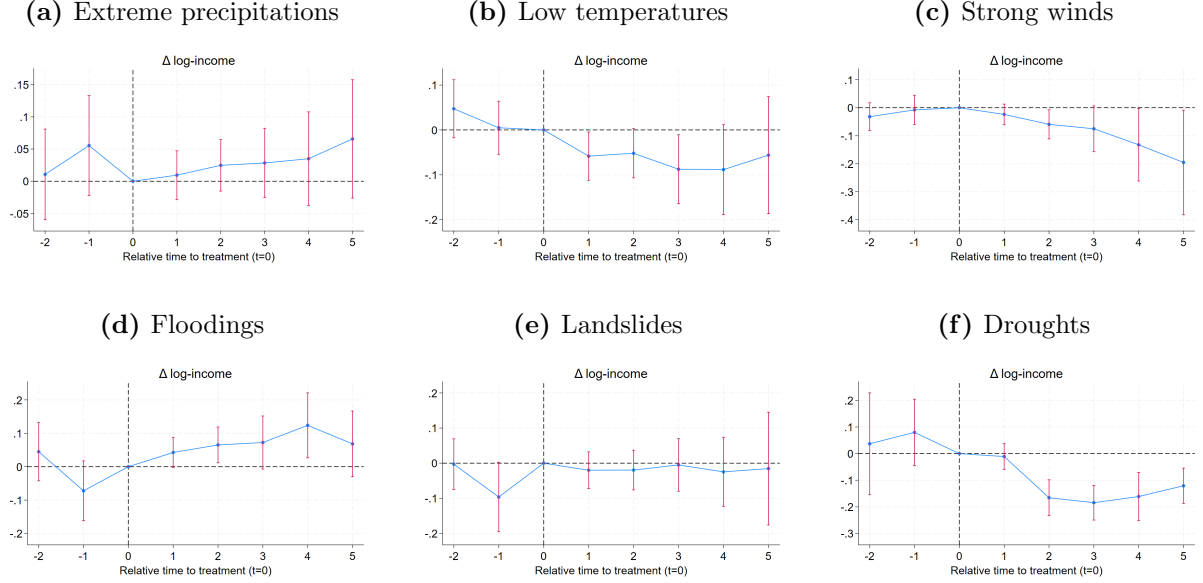 (a) Extreme precipitations
Δ log-income
.15
.1
.05
0
-.05
-2 -1 0 1 2 3 4 5
Relative time to treatment (t=0)
(b) Low temperatures
Δ log-income
.1
0
-.1
-.2
-2 -1 0 1 2 3 4 5
Relative time to treatment (t=0)
(c) Strong winds
Δ log-income
.1
0
-.1
-.2
-.3
-.4
-2 -1 0 1 2 3 4 5
Relative time to treatment (t=0)
(d) Floodings
Δ log-income
.2
.1
0
-.1
-.2
-2 -1 0 1 2 3 4 5
Relative time to treatment (t=0)
(e) Landslides
Δ log-income
.2
.1
0
-.1
-.2
-2 -1 0 1 2 3 4 5
Relative time to treatment (t=0)
(f) Droughts
Δ log-income
.2
.1
0
-.1
-.2
-.3
-2 -1 0 1 2 3 4 5
Relative time to treatment (t=0)